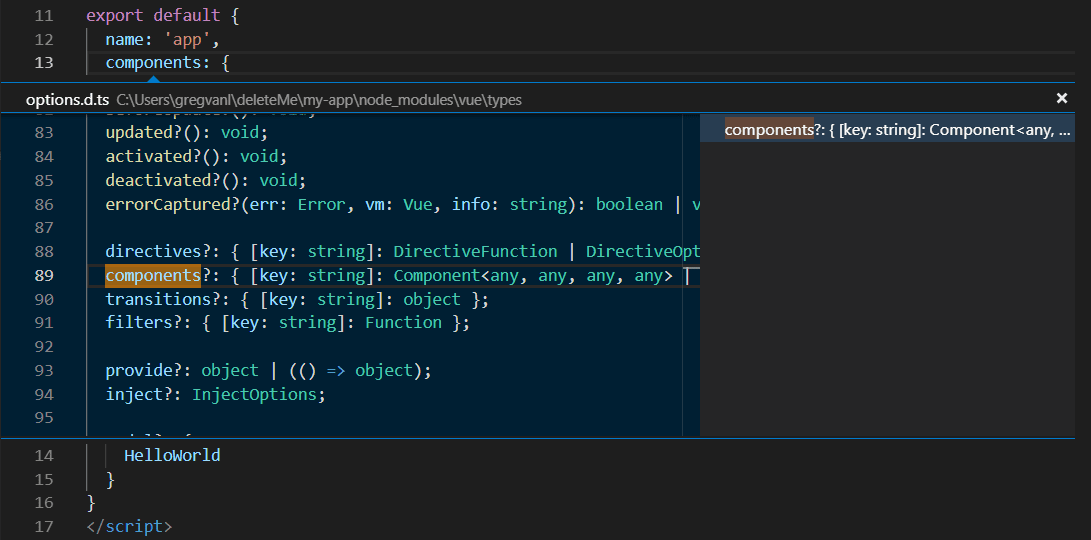 11 export default {
12 name: 'app',
13 components: {
options.d.ts C:\Users\gregvanl\deleteMe\my-app\node_modules\vue\types
83 updated?(): void;
components?: { [key: string]: Component<any, ...
84 activated?(): void;
85 deactivated?(): void;
86 errorCaptured?(err: Error, vm: Vue, info: string): boolean | v
87
88 directives?: { [key: string]: DirectiveFunction | DirectiveOpt
89 components?: { [key: string]: Component<any, any, any, any> |
90 transitions?: { [key: string]: object };
91 filters?: { [key: string]: Function };
92
93 provide?: object | (() => object);
94 inject?: InjectOptions;
95
14 HelloWorld
15 }
16 }
17 </script>